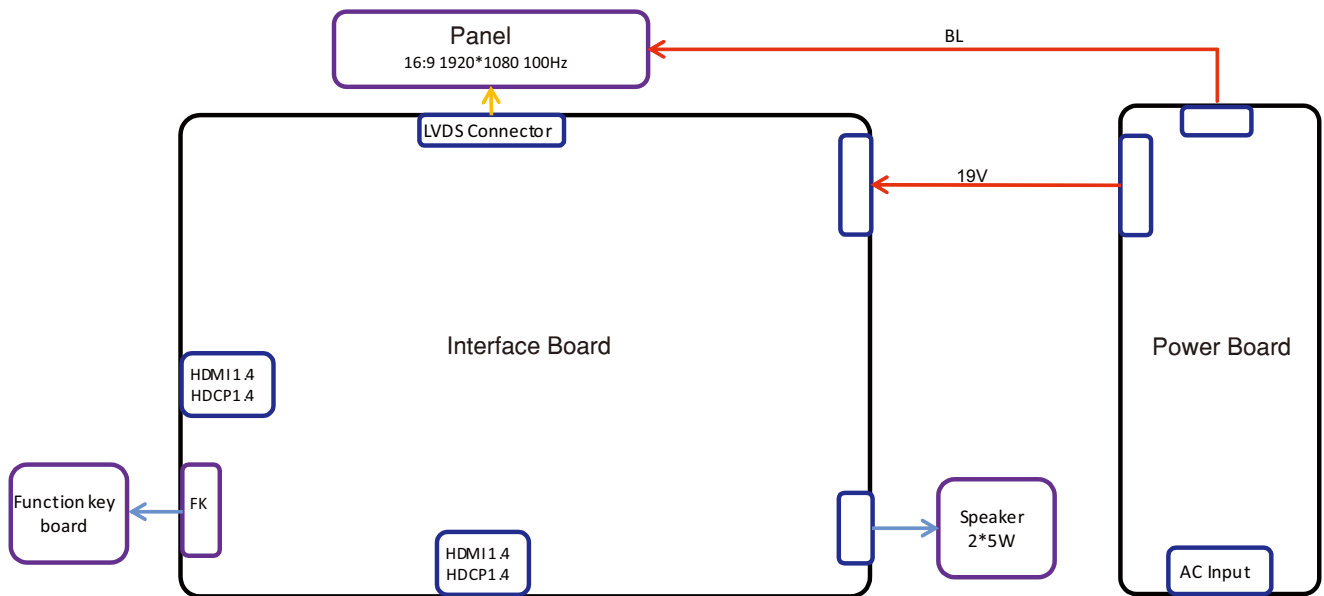 Panel
16:9 1920*1080 100Hz
BL
LVDS Connector
19V
Interface Board
Power Board
HDMI1.4
HDCP1.4
Function key
board
FK
Speaker
2*5W
HDMI1.4
HDCP1.4
AC Input